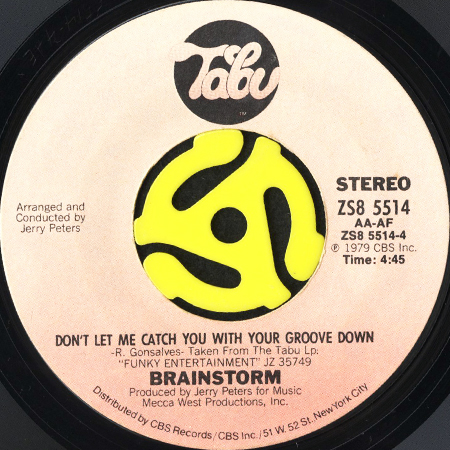 Tabu
TM
STEREO
ZS8 5514
AA-AF
ZS8 5514-4
℗ 1979 CBS Inc.
Time: 4:45
Arranged and
Conducted by
Jerry Peters
DON'T LET ME CATCH YOU WITH YOUR GROOVE DOWN
-R. Gonsalves- Taken From The Tabu Lp:
"FUNKY ENTERTAINMENT" JZ 35749
BRAINSTORM
Produced by Jerry Peters for Music
Mecca West Productions, Inc.
Distributed by CBS Records/CBS Inc./51 W. 52 St., New York City